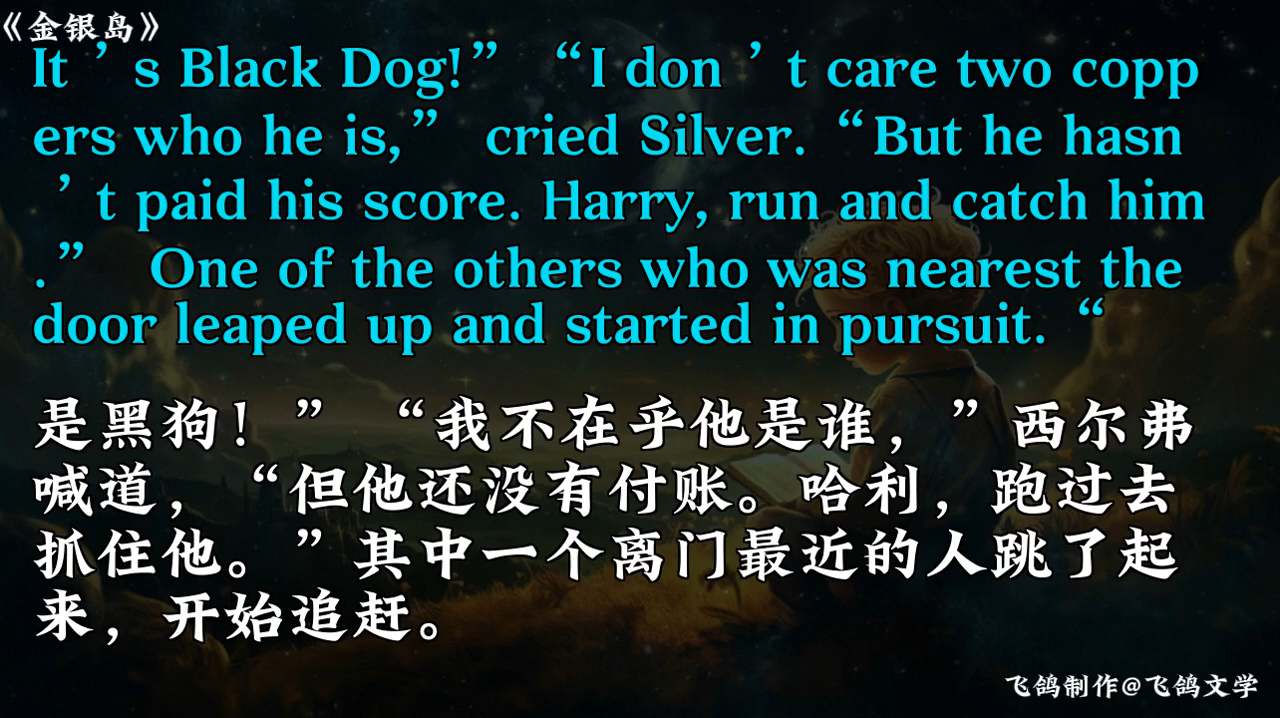 《金银岛》
It ’ s Black Dog!” “I don ’ t care two copp
ers who he is,” cried Silver. “But he hasn
’ t paid his score. Harry, run and catch him
.” One of the others who was nearest the
door leaped up and started in pursuit. “
是黑狗！” “我不在乎他是谁，”西尔弗
喊道，“但他还没有付账。哈利，跑过去
抓住他。”其中一个离门最近的人跳了起
来，开始追赶。
飞鸽制作@飞鸽文学